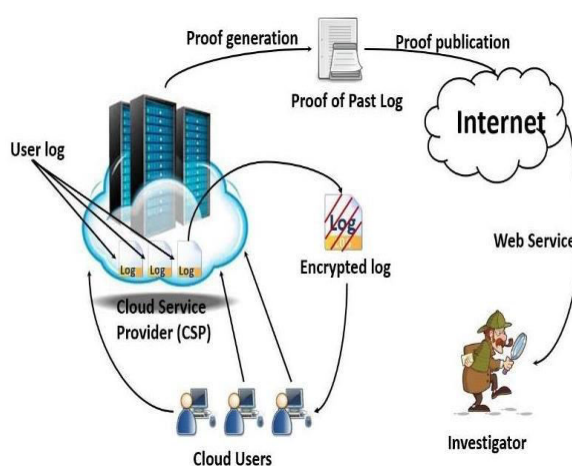 Proof generation
Proof publication
Proof of Past Log
Internet
User log
Log
Log
Log
Log
Web Service
Encrypted log
Cloud Service
Provider (CSP)
Cloud Users
Investigator